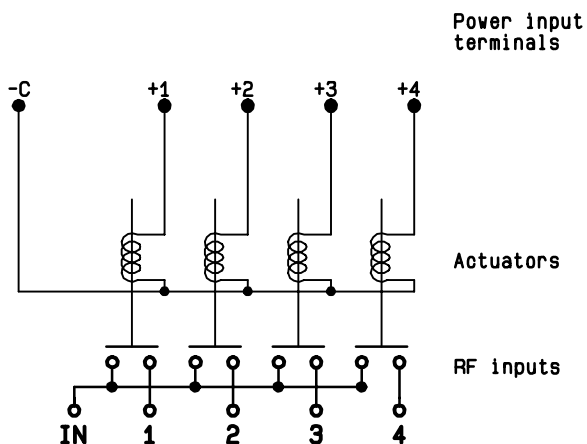 Power input
terminals
-C +1 +2 +3 +4
Actuators
RF inputs
IN 1 2 3 4